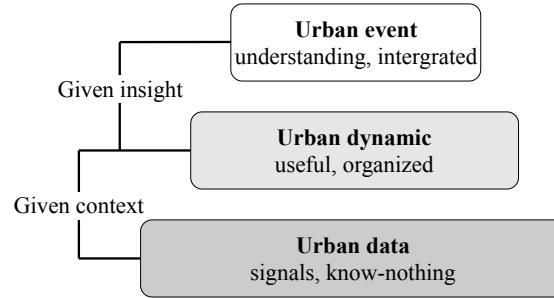 Urban event
understanding, intergrated
Given insight
Urban dynamic
useful, organized
Given context
Urban data
signals, know-nothing